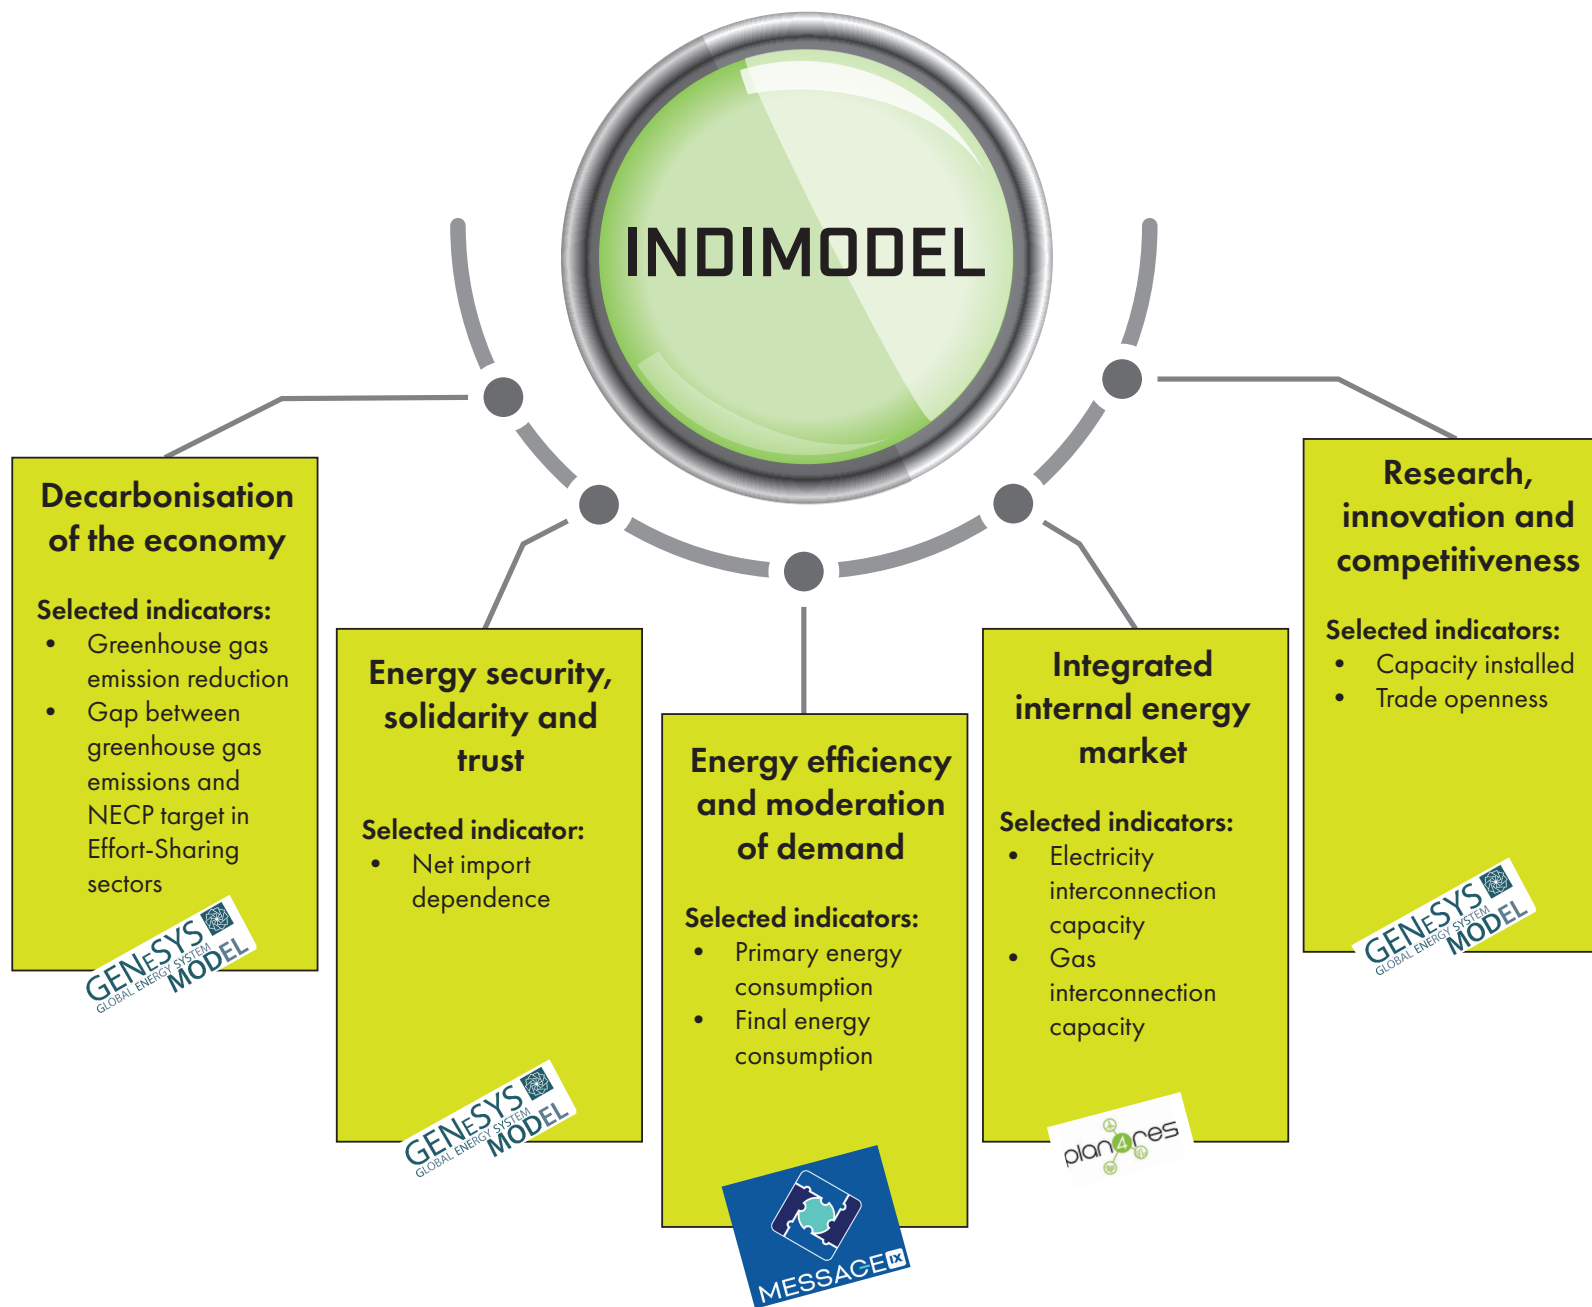 INDIMODEL
Decarbonisation
of the economy
Selected indicators:
• Greenhouse gas
emission reduction
• Gap between
greenhouse gas
emissions and
NECP target in
Effort-Sharing
sectors
GENeSYS
GLOBAL ENERGY SYSTEM
MODEL
Energy security,
solidarity and
trust
Selected indicator:
• Net import
dependence
GENeSYS
GLOBAL ENERGY SYSTEM
MODEL
Energy efficiency
and moderation
of demand
Selected indicators:
• Primary energy
consumption
• Final energy
consumption
MESSAGE IX
Integrated
internal energy
market
Selected indicators:
• Electricity
interconnection
capacity
• Gas
interconnection
capacity
plan4res
Research,
innovation and
competitiveness
Selected indicators:
• Capacity installed
• Trade openness
GENeSYS
GLOBAL ENERGY SYSTEM
MODEL